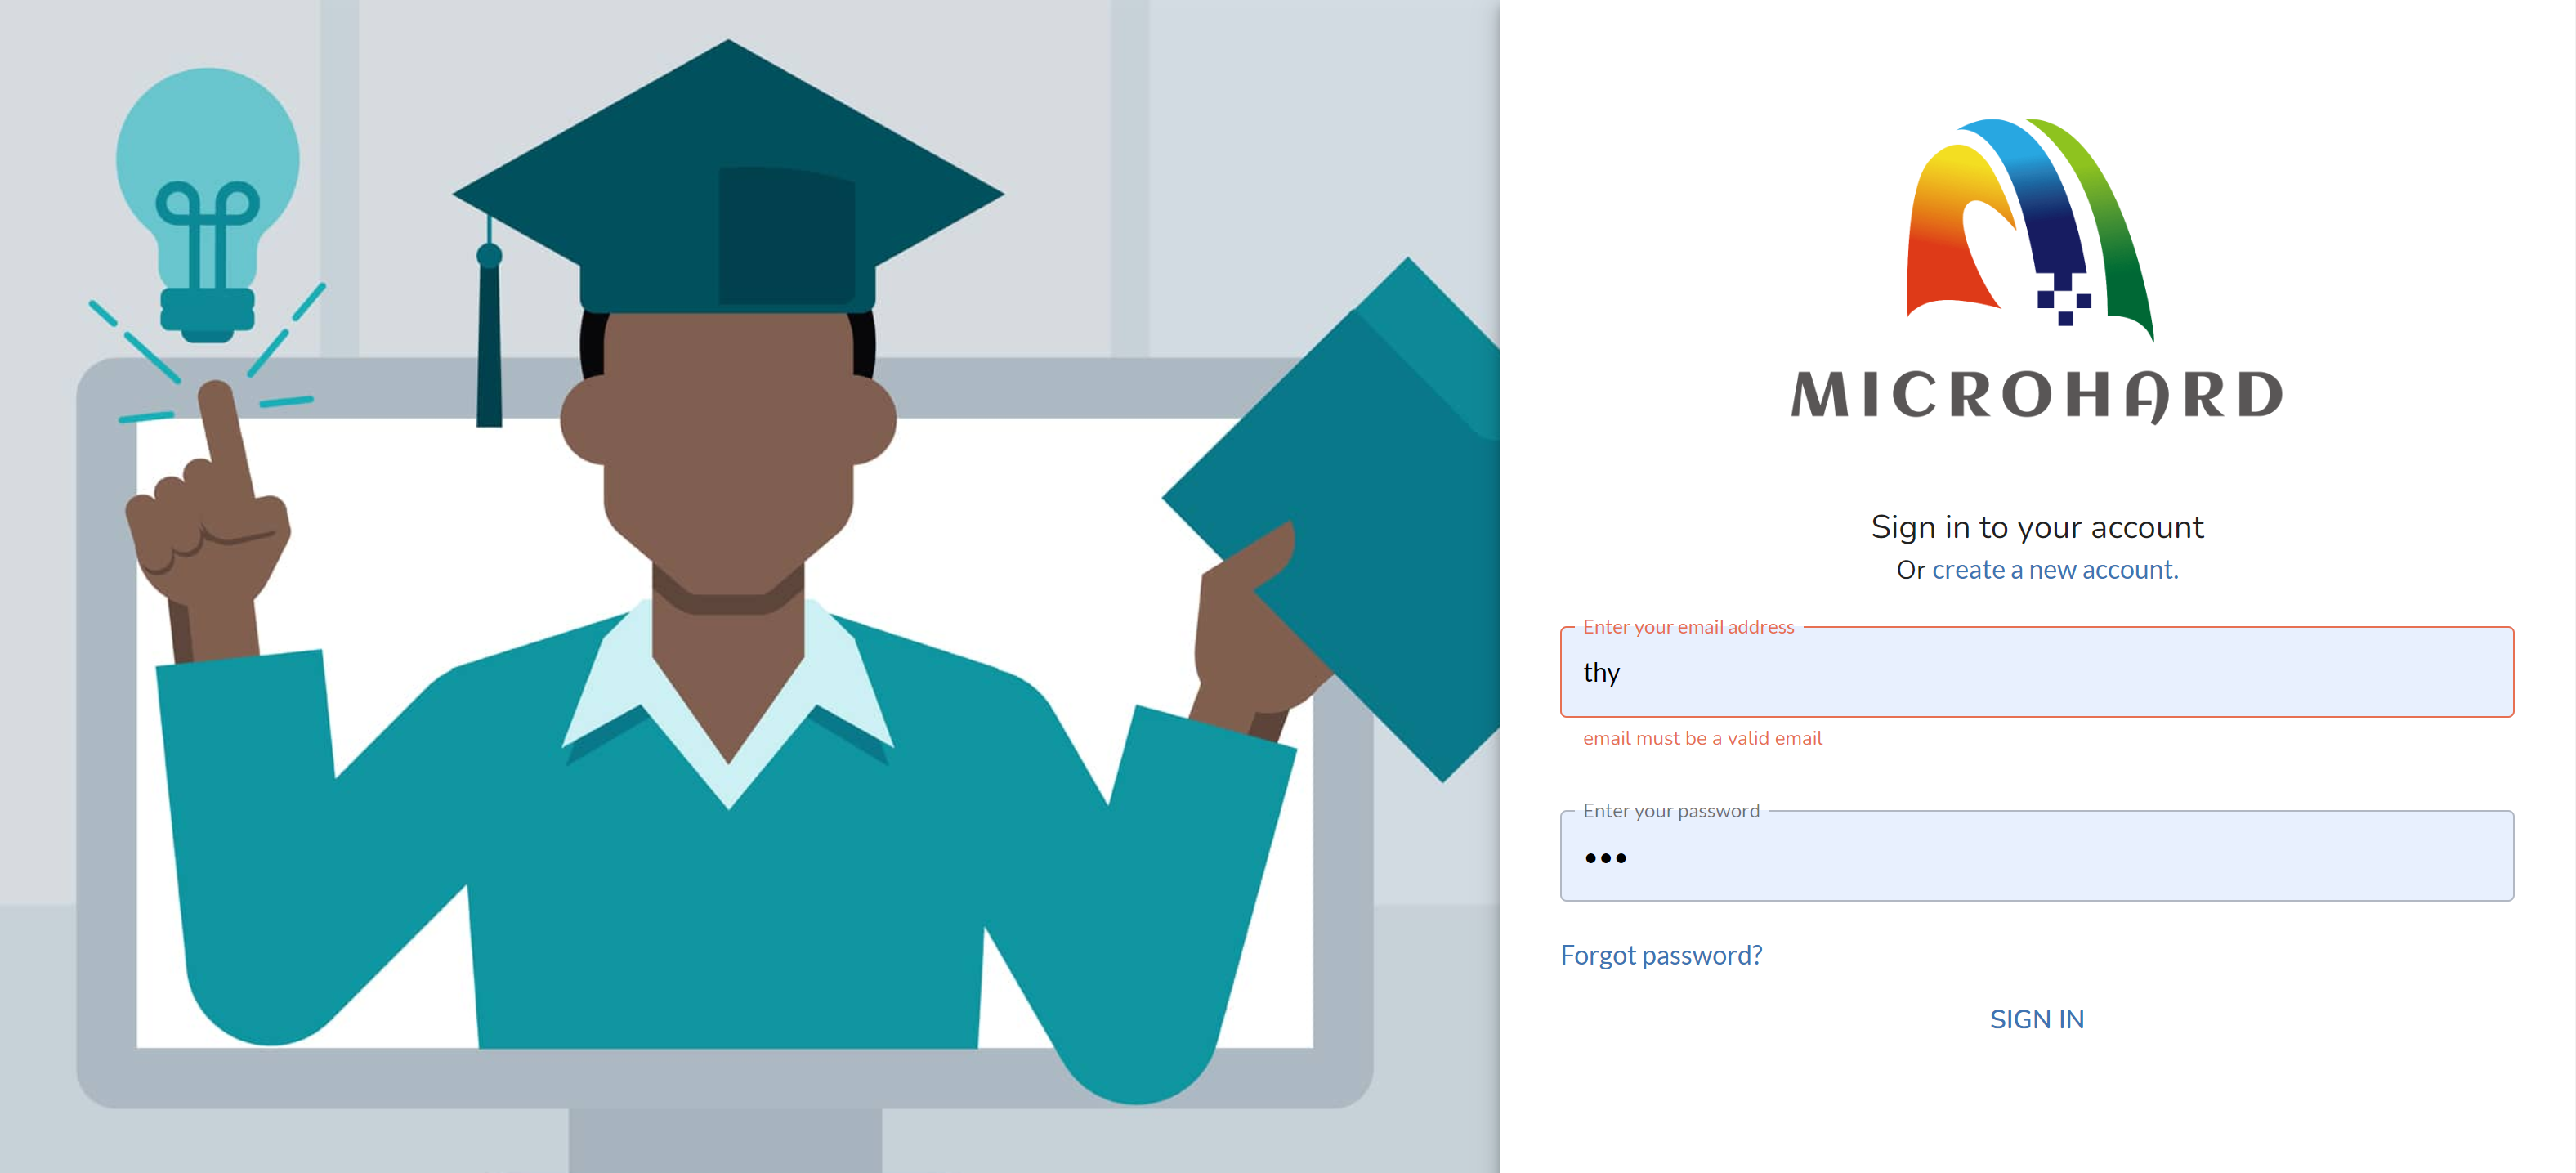 MICROHARD
Sign in to your account
Or create a new account.
Enter your email address
thy
email must be a valid email
Enter your password
•••
Forgot password?
SIGN IN